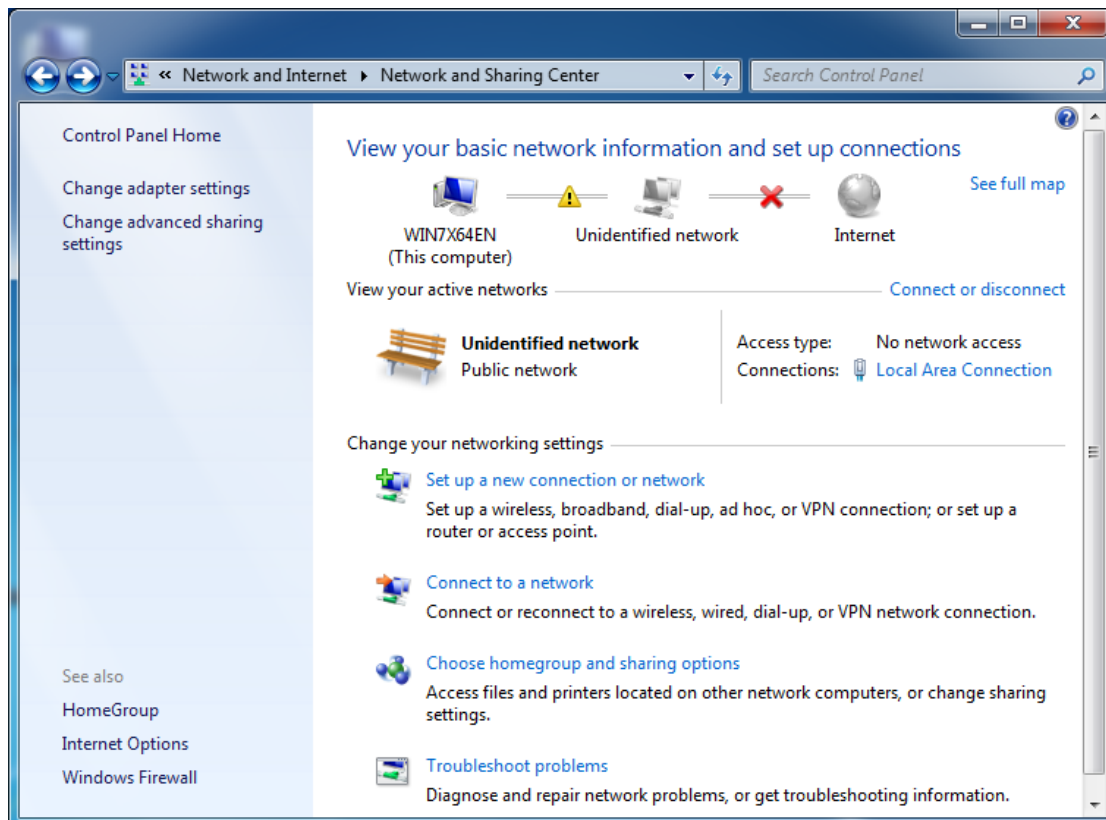 « Network and Internet ▸ Network and Sharing Center
Search Control Panel
Control Panel Home
Change adapter settings
Change advanced sharing
settings
See also
HomeGroup
Internet Options
Windows Firewall
View your basic network information and set up connections
See full map
WIN7X64EN
(This computer)
Unidentified network
Internet
View your active networks
Connect or disconnect
Unidentified network
Public network
Access type: No network access
Connections: Local Area Connection
Change your networking settings
Set up a new connection or network
Set up a wireless, broadband, dial-up, ad hoc, or VPN connection; or set up a
router or access point.
Connect to a network
Connect or reconnect to a wireless, wired, dial-up, or VPN network connection.
Choose homegroup and sharing options
Access files and printers located on other network computers, or change sharing
settings.
Troubleshoot problems
Diagnose and repair network problems, or get troubleshooting information.